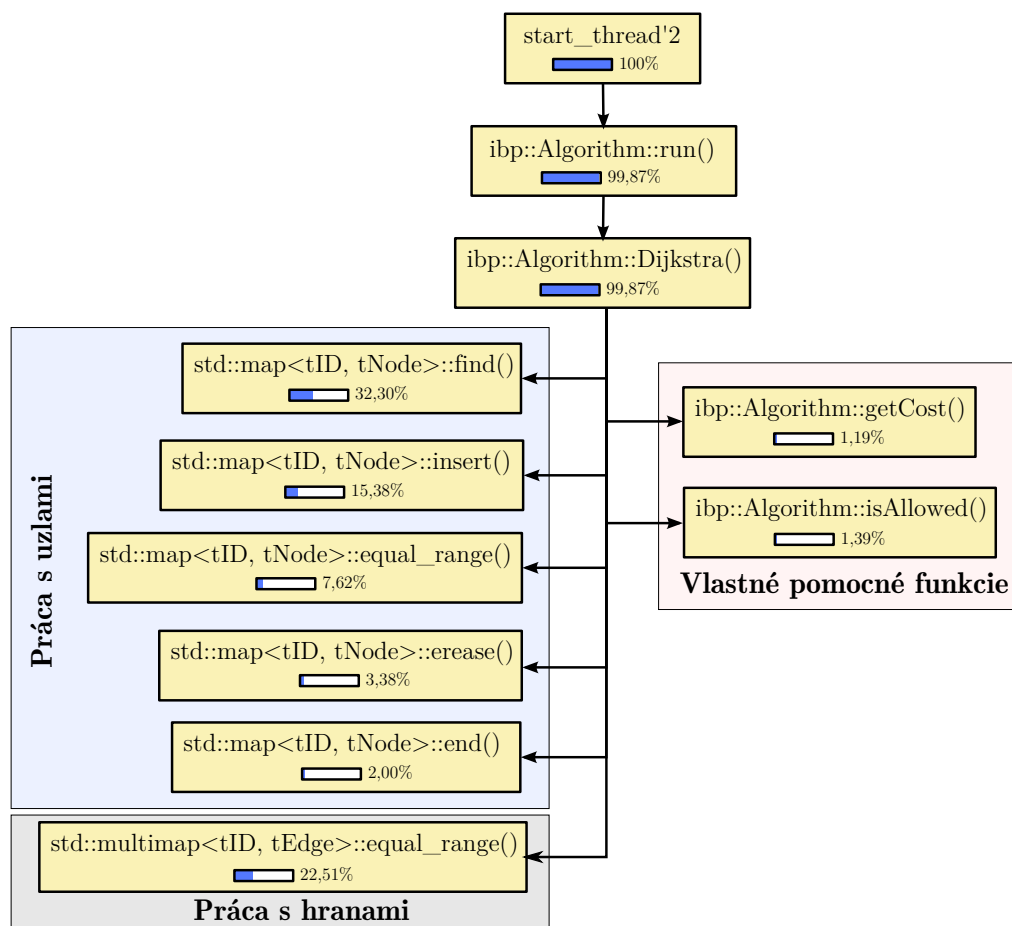 start_thread'2
100%
ibp::Algorithm::run()
99,87%
ibp::Algorithm::Dijkstra()
99,87%
Práca s uzlami
std::map<tID, tNode>::find()
32,30%
std::map<tID, tNode>::insert()
15,38%
std::map<tID, tNode>::equal_range()
7,62%
std::map<tID, tNode>::erease()
3,38%
std::map<tID, tNode>::end()
2,00%
ibp::Algorithm::getCost()
1,19%
ibp::Algorithm::isAllowed()
1,39%
Vlastné pomocné funkcie
std::multimap<tID, tEdge>::equal_range()
22,51%
Práca s hranami